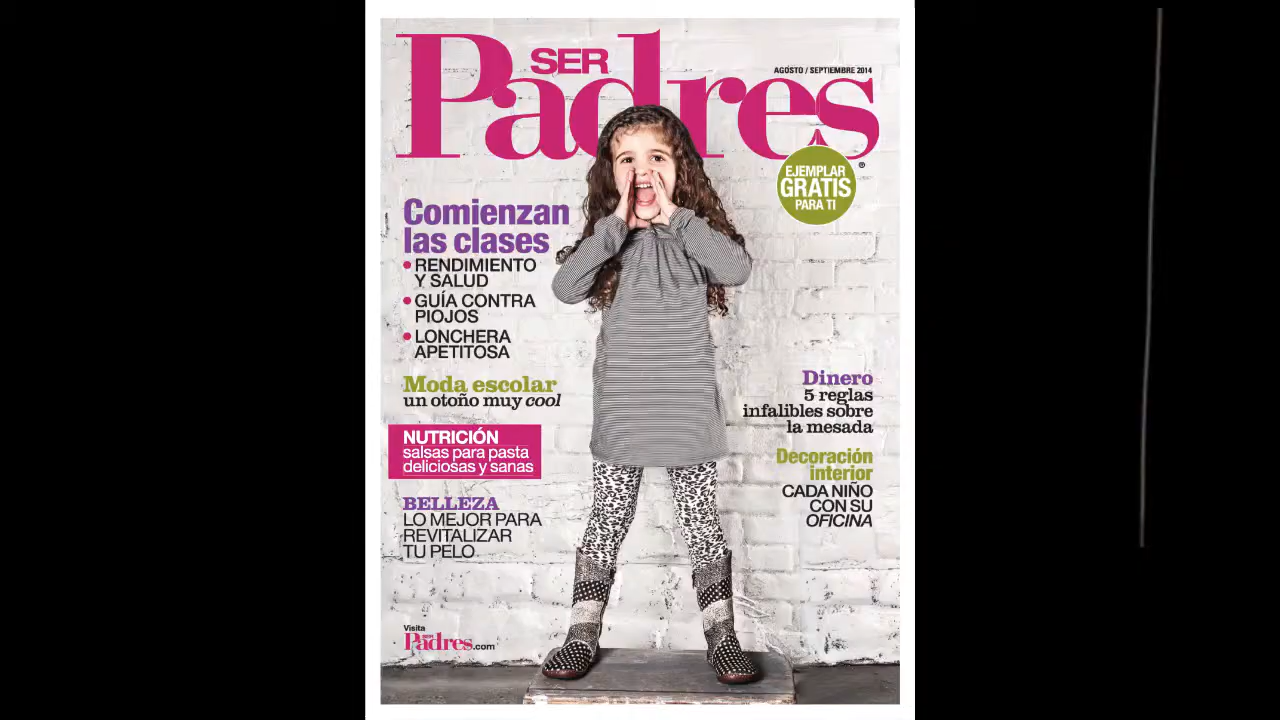 SER
Padres
AGOSTO / SEPTIEMBRE 2014
EJEMPLAR
GRATIS
PARA TI
Comienzan
las clases
• RENDIMIENTO
Y SALUD
• GUÍA CONTRA
PIOJOS
• LONCHERA
APETITOSA
Moda escolar
un otoño muy cool
NUTRICIÓN
salsas para pasta
deliciosas y sanas
BELLEZA
LO MEJOR PARA
REVITALIZAR
TU PELO
Dinero
5 reglas
infalibles sobre
la mesada
Decoración
interior
CADA NIÑO
CON SU
OFICINA
Visita
SER Padres.com